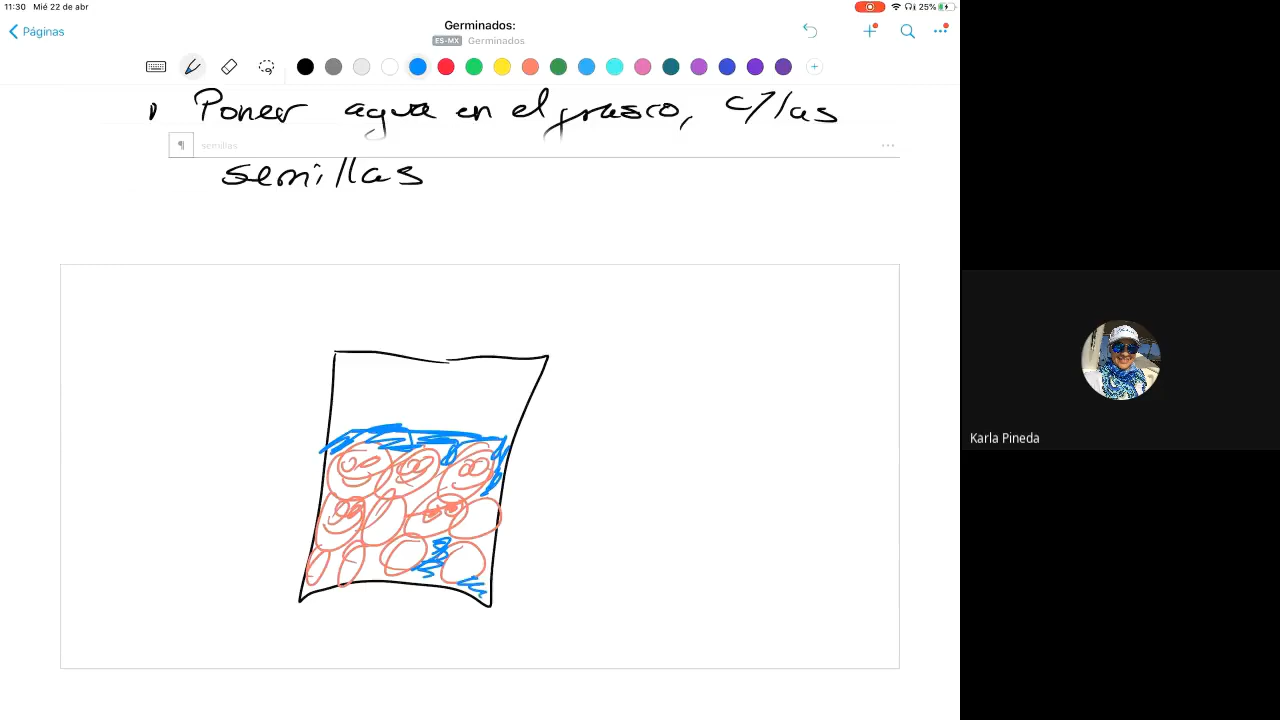 11:30 Mié 22 de abr
25%
Páginas
Germinados:
ES-MX Germinados
Poner agua en el frasco, c/las
¶ semillas
semillas
Karla Pineda